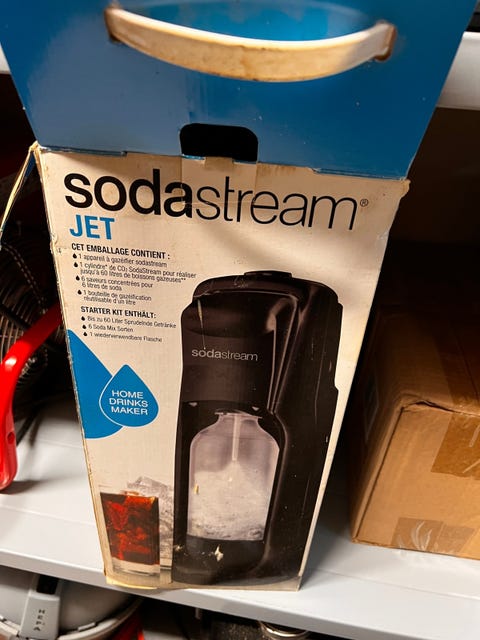 sodastream®
JET
CET EMBALLAGE CONTIENT :
1 appareil à gazéifier sodastream
1 cylindre* de CO₂ SodaStream pour réaliser
jusqu'à 60 litres de boissons gazeuses**
6 saveurs concentrées pour
6 litres de soda
1 bouteille de gazéification
réutilisable d'un litre
STARTER KIT ENTHÄLT:
Bis zu 60 Liter Sprudelnde Getränke
6 Soda Mix Sorten
1 wiederverwendbare Flasche
HOME
DRINKS
MAKER
sodastream
HEPA